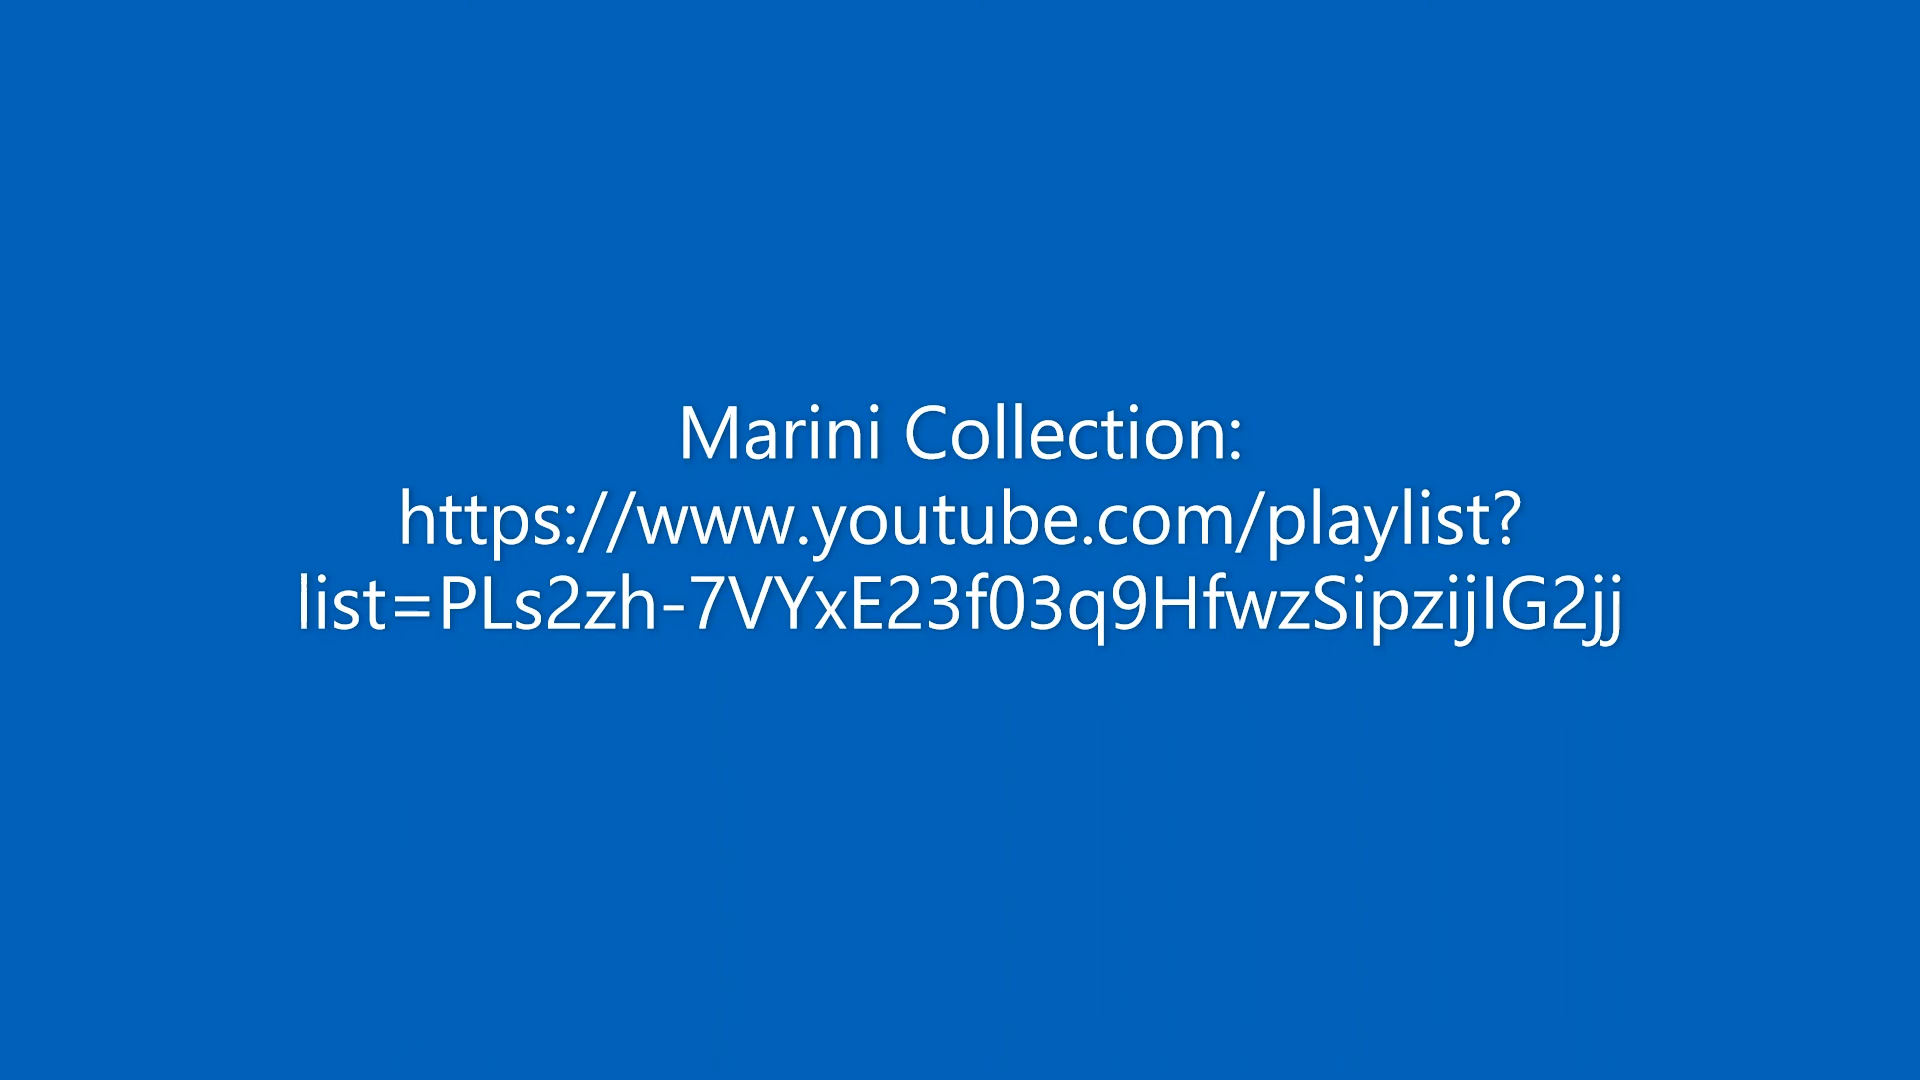 Marini Collection:
https://www.youtube.com/playlist?
list=PLs2zh-7VYxE23f03q9HfwzSipzijIG2jj